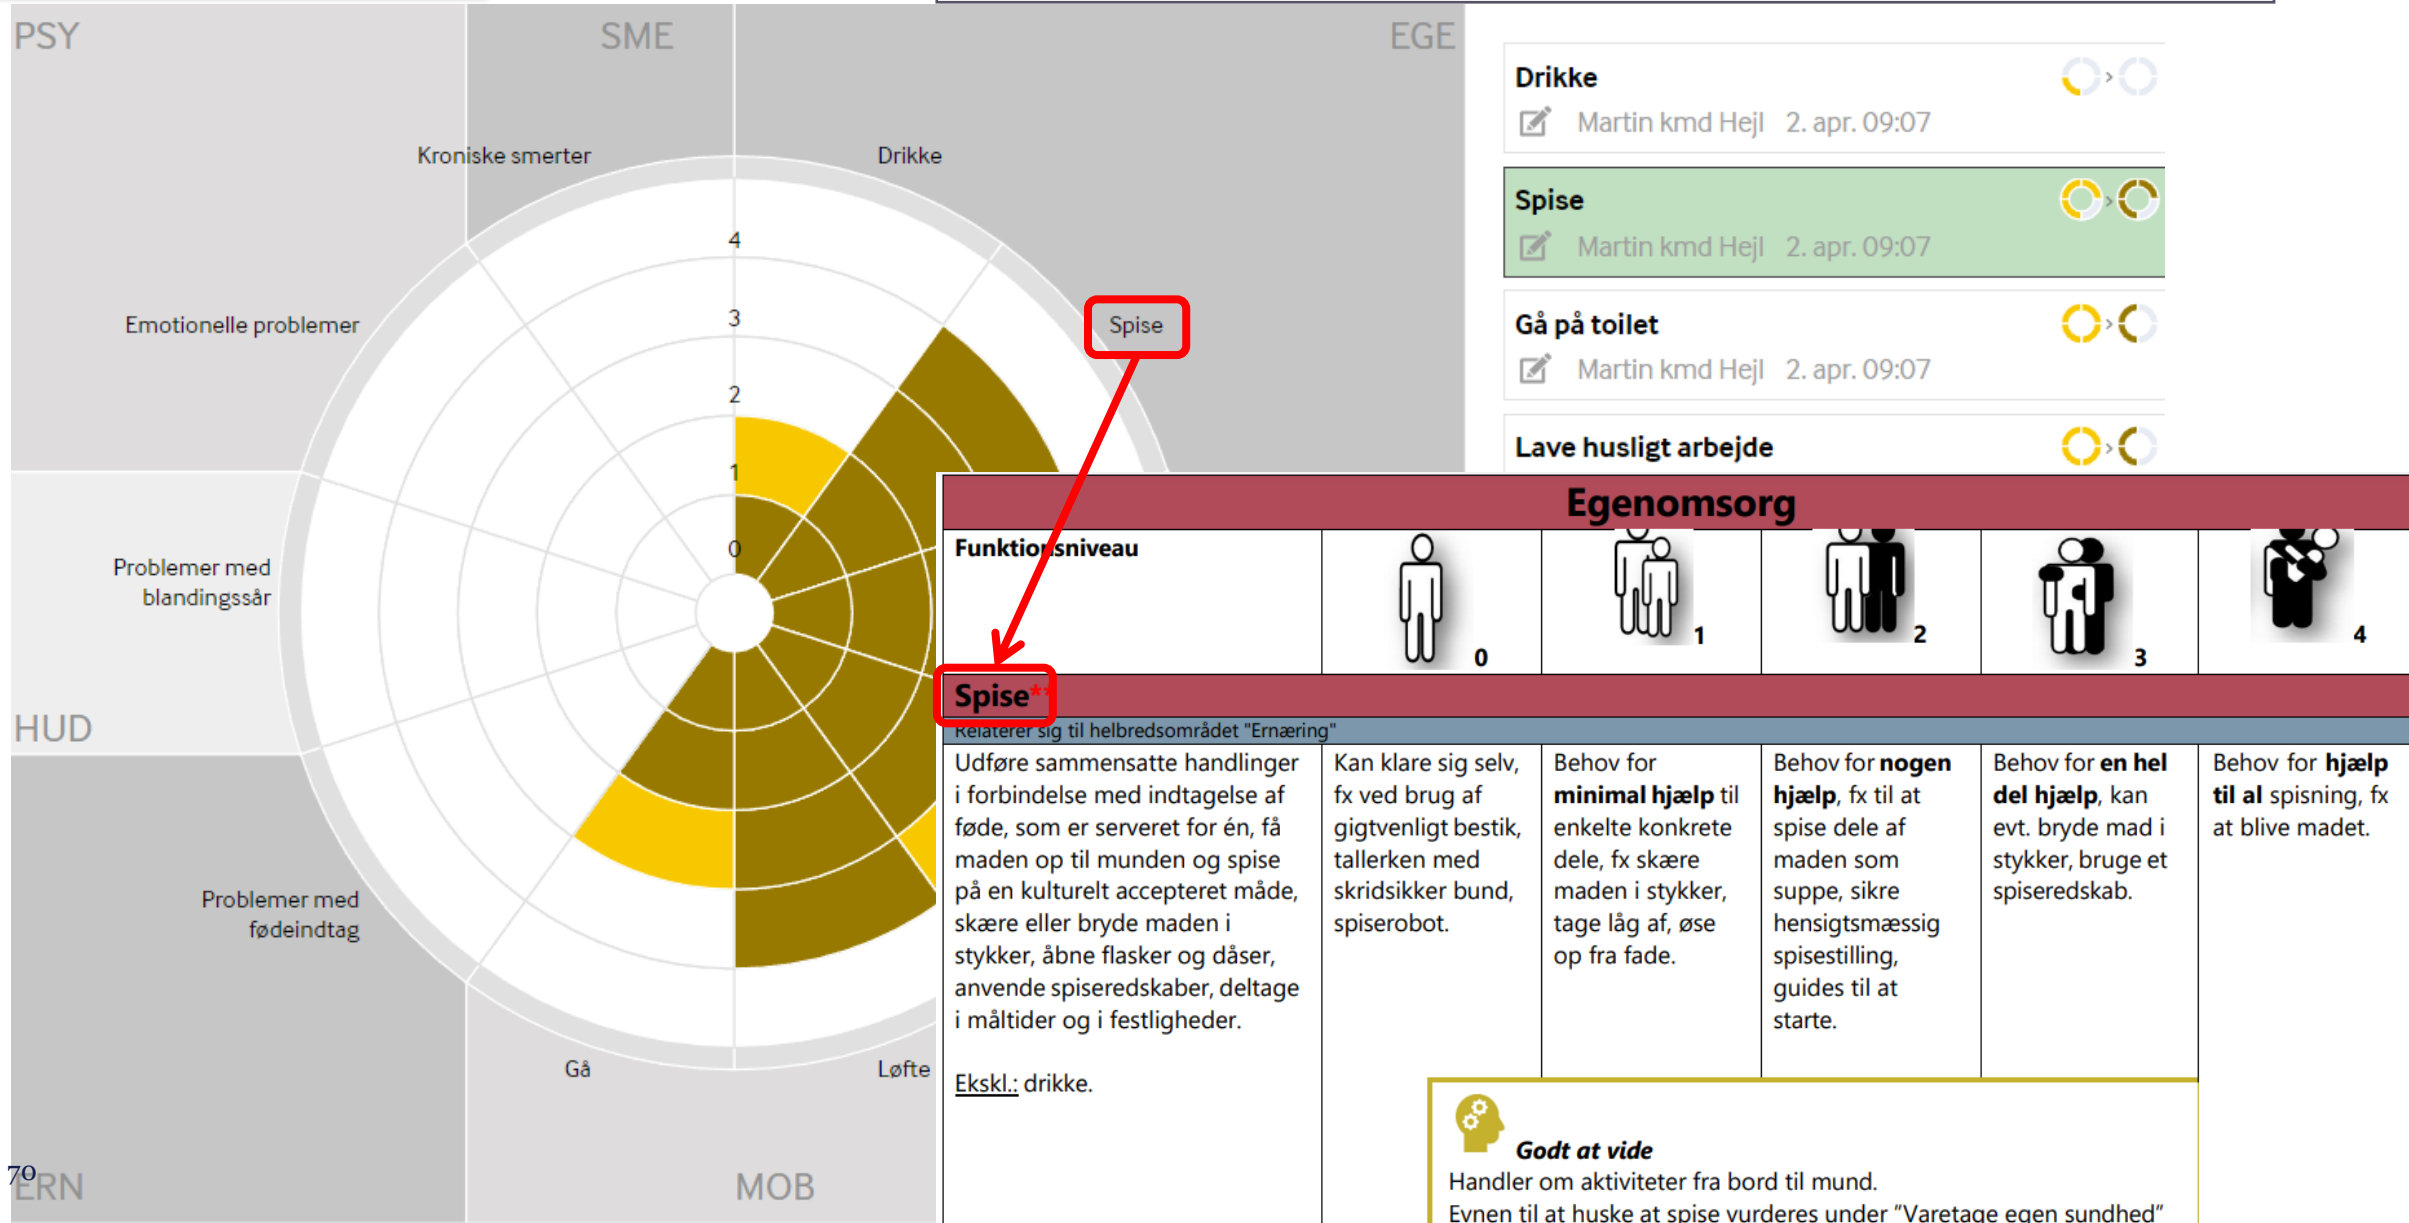 PSY
SME
EGE
Kroniske smerter
Drikke
Emotionelle problemer
Spise
Problemer med
blandingssår
HUD
Problemer med
fødeindtag
Gå
Løfte
ERN
MOB
4
3
2
1
0
70
Drikke
Martin kmd Hejl 2. apr. 09:07
Spise
Martin kmd Hejl 2. apr. 09:07
Gå på toilet
Martin kmd Hejl 2. apr. 09:07
Lave husligt arbejde
Egenomsorg
Funktionsniveau
0
1
2
3
4
Spise**
Relaterer sig til helbredsområdet "Ernæring"
Udføre sammensatte handlinger
i forbindelse med indtagelse af
føde, som er serveret for én, få
maden op til munden og spise
på en kulturelt accepteret måde,
skære eller bryde maden i
stykker, åbne flasker og dåser,
anvende spiseredskaber, deltage
i måltider og i festligheder.
Ekskl.: drikke.
Kan klare sig selv,
fx ved brug af
gigtvenligt bestik,
tallerken med
skridsikker bund,
spiserobot.
Behov for
minimal hjælp til
enkelte konkrete
dele, fx skære
maden i stykker,
tage låg af, øse
op fra fade.
Behov for nogen
hjælp, fx til at
spise dele af
maden som
suppe, sikre
hensigtsmæssig
spisestilling,
guides til at
starte.
Behov for en hel
del hjælp, kan
evt. bryde mad i
stykker, bruge et
spiseredskab.
Behov for hjælp
til al spisning, fx
at blive madet.
Godt at vide
Handler om aktiviteter fra bord til mund.
Evnen til at huske at spise vurderes under "Varetage egen sundhed"